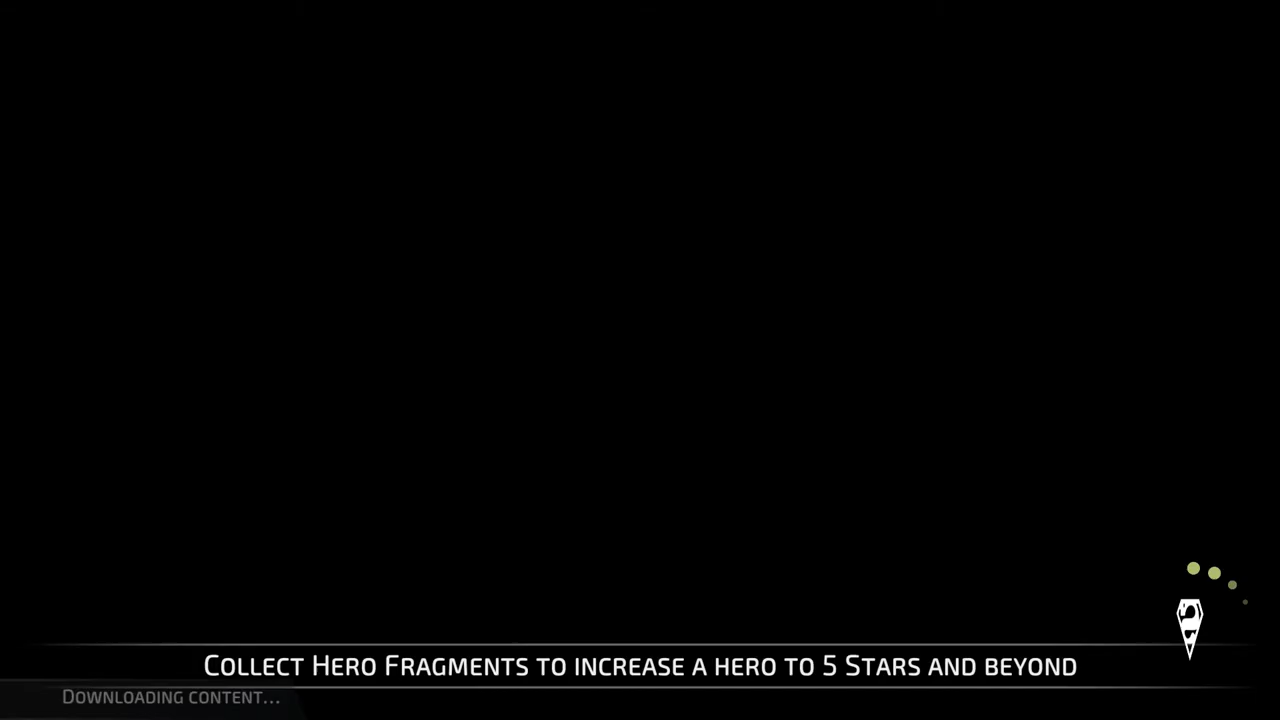 Collect Hero Fragments to increase a hero to 5 Stars and beyond
Downloading content...